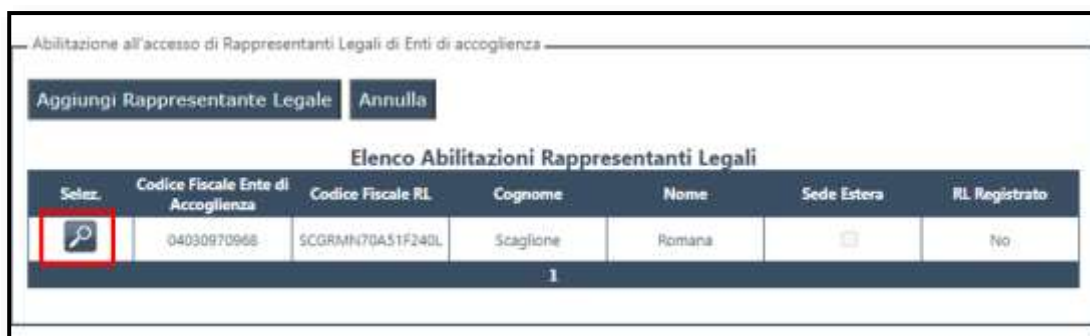 Abilitazione all'accesso di Rappresentanti Legali di Enti di accoglienza
Aggiungi Rappresentante Legale Annulla
Elenco Abilitazioni Rappresentanti Legali
Selez. Codice Fiscale Ente di Accoglienza Codice Fiscale RL Cognome Nome Sede Estera RL Registrato
04030970968 SCGRMN70A51F240L Scaglione Romana No
1